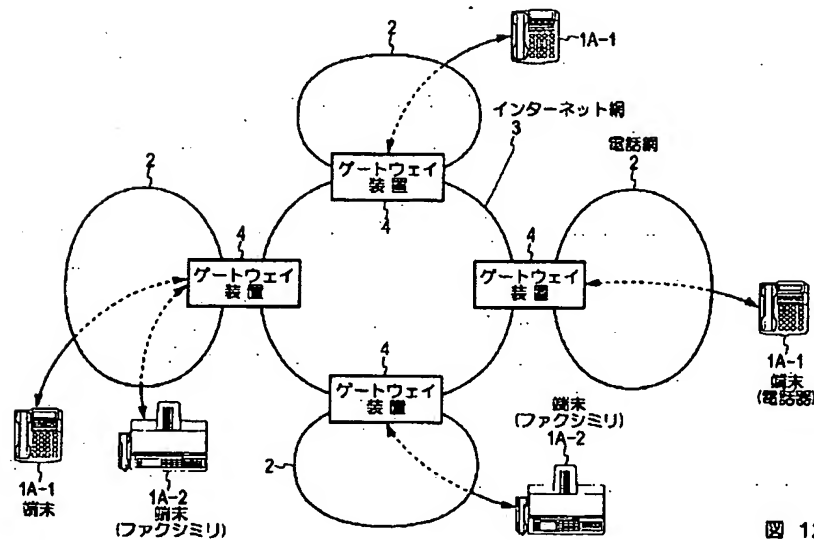 2
1A-1
インターネット網
3
電話網
2
ゲートウェイ
装置
4
2
4
ゲートウェイ
装置
4
ゲートウェイ
装置
4
ゲートウェイ
装置
1A-1
端末
(電話器)
端末
(ファクシミリ)
1A-2
2
1A-1
端末
1A-2
端末
(ファクシミリ)
図 12